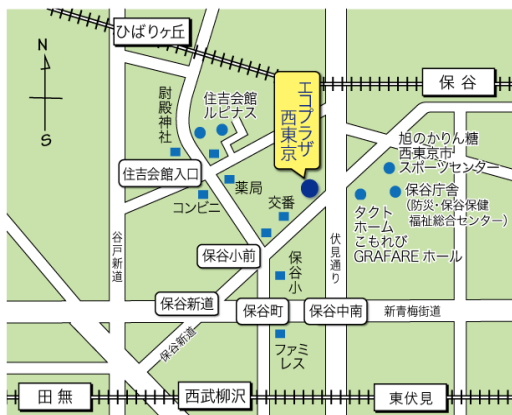 ひばりヶ丘
N
S
保谷
エコプラザ
西東京
住吉会館
ルピナス
尉殿神社
住吉会館入口
旭のかりん糖
西東京市
スポーツセンター
保谷庁舎
(防災・保谷保健
福祉総合センター)
薬局
コンビニ
交番
タクト
ホーム
こもれび
GRAFAREホール
谷戸新道
保谷小前
伏見通り
保谷小
保谷新道
保谷町
保谷中南
新青梅街道
保谷新道
ファミ
レス
田無
西武柳沢
東伏見